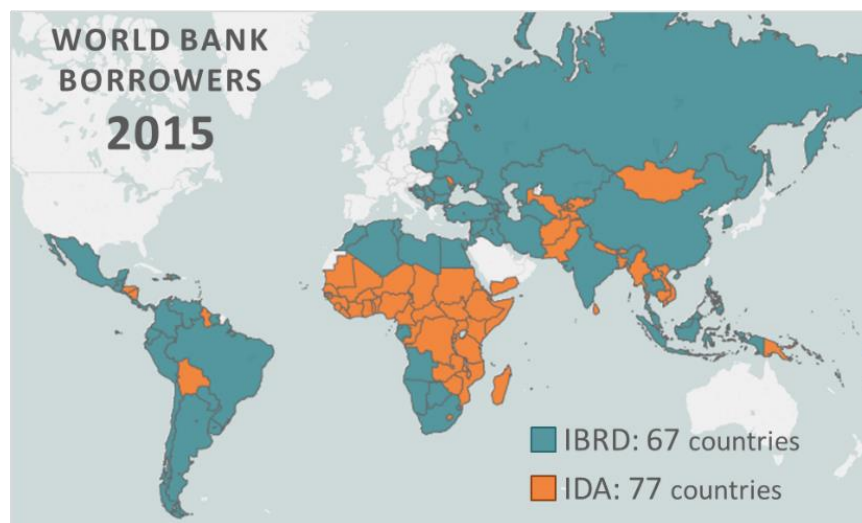 WORLD BANK
BORROWERS
2015
IBRD: 67 countries
IDA: 77 countries